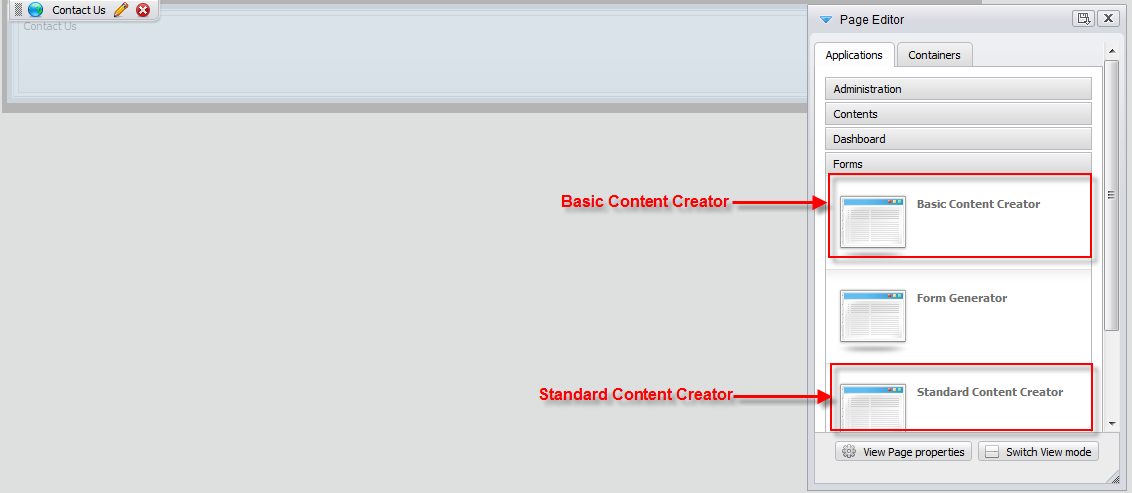 Contact Us
Contact Us
Page Editor
Applications Containers
Administration
Contents
Dashboard
Forms
Basic Content Creator
Basic Content Creator
Form Generator
Standard Content Creator
Standard Content Creator
View Page properties Switch View mode